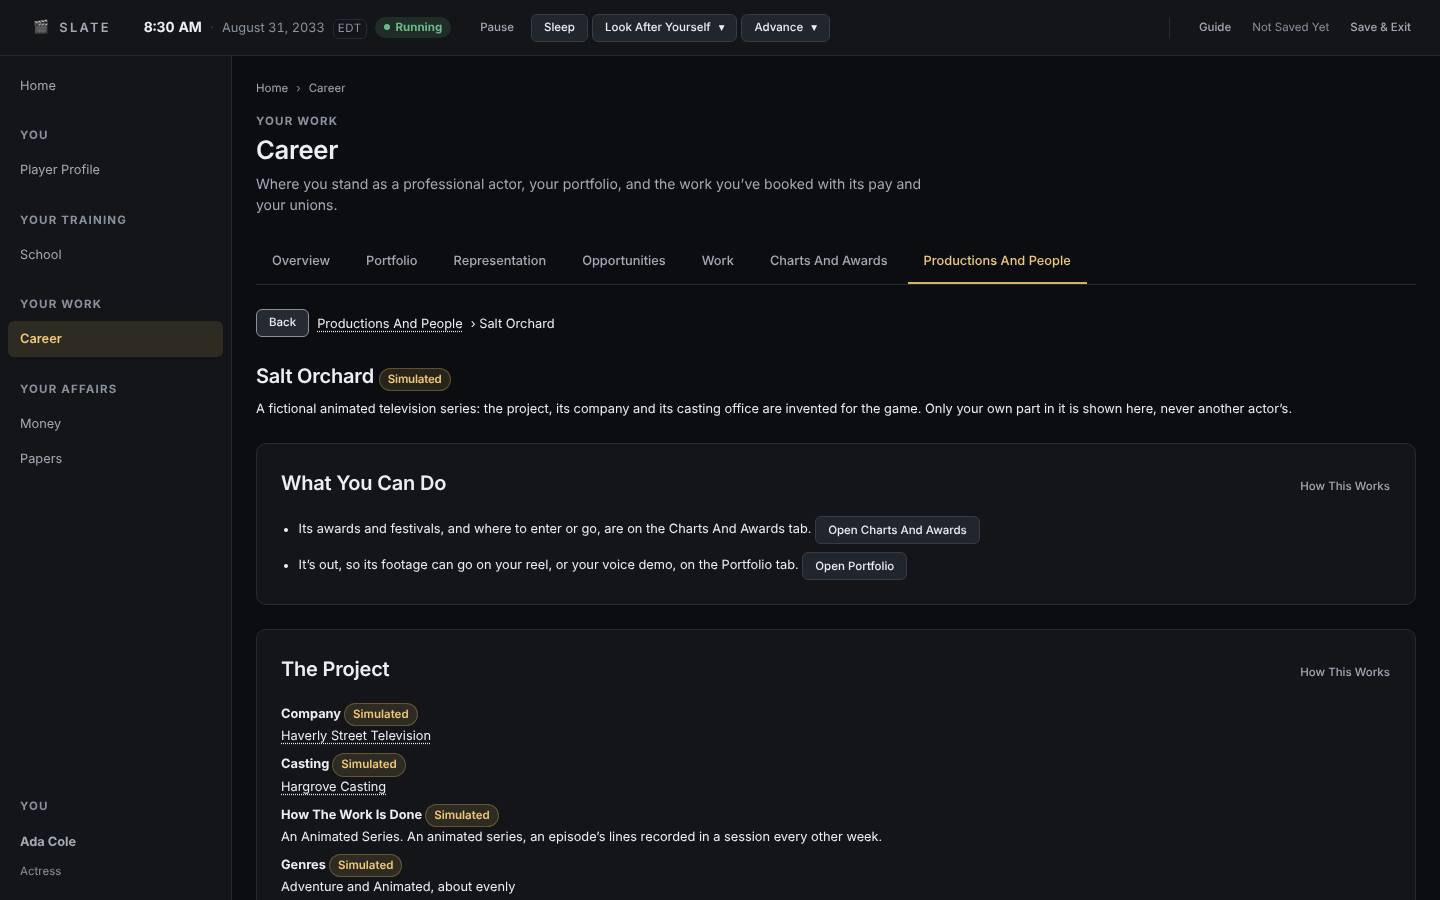 SLATE
8:30 AM · August 31, 2033 EDT Running Pause Sleep Look After Yourself ▾ Advance ▾ Guide Not Saved Yet Save & Exit
Home
YOU
Player Profile
YOUR TRAINING
School
YOUR WORK
Career
YOUR AFFAIRS
Money
Papers
YOU
Ada Cole
Actress
Home › Career
YOUR WORK
Career
Where you stand as a professional actor, your portfolio, and the work you’ve booked with its pay and
your unions.
Overview Portfolio Representation Opportunities Work Charts And Awards Productions And People
Back Productions And People › Salt Orchard
Salt Orchard Simulated
A fictional animated television series: the project, its company and its casting office are invented for the game. Only your own part in it is shown here, never another actor’s.
What You Can Do How This Works
• Its awards and festivals, and where to enter or go, are on the Charts And Awards tab. Open Charts And Awards
• It’s out, so its footage can go on your reel, or your voice demo, on the Portfolio tab. Open Portfolio
The Project How This Works
Company Simulated
Haverly Street Television
Casting Simulated
Hargrove Casting
How The Work Is Done Simulated
An Animated Series. An animated series, an episode’s lines recorded in a session every other week.
Genres Simulated
Adventure and Animated, about evenly